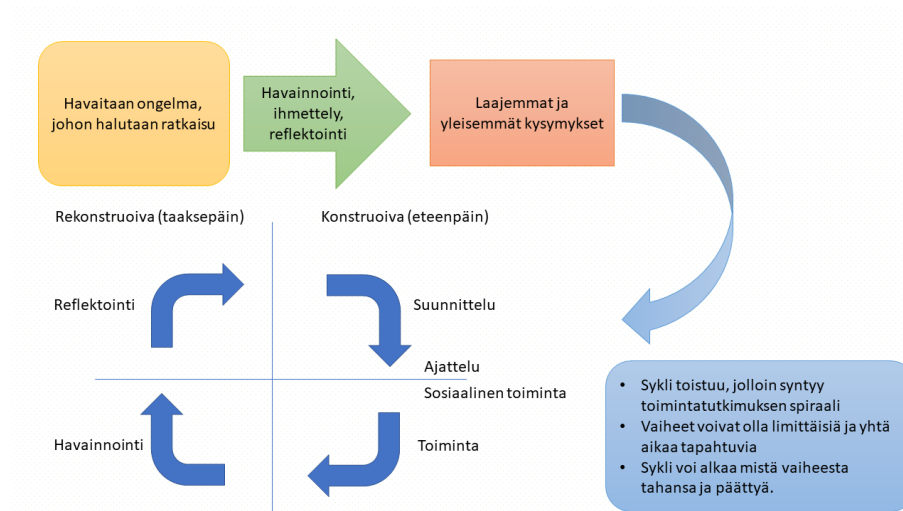 Havaitaan ongelma,
johon halutaan ratkaisu
Havainnointi,
ihmettely,
reflektointi
Laajemmat ja
yleisemmät kysymykset
Rekonstruoiva (taaksepäin)
Konstruoiva (eteenpäin)
Reflektointi
Suunnittelu
Ajattelu
Sosiaalinen toiminta
Havainnointi
Toiminta
• Sykli toistuu, jolloin syntyy
toimintatutkimuksen spiraali
• Vaiheet voivat olla limittäisiä ja yhtä
aikaa tapahtuvia
• Sykli voi alkaa mistä vaiheesta
tahansa ja päättyä.